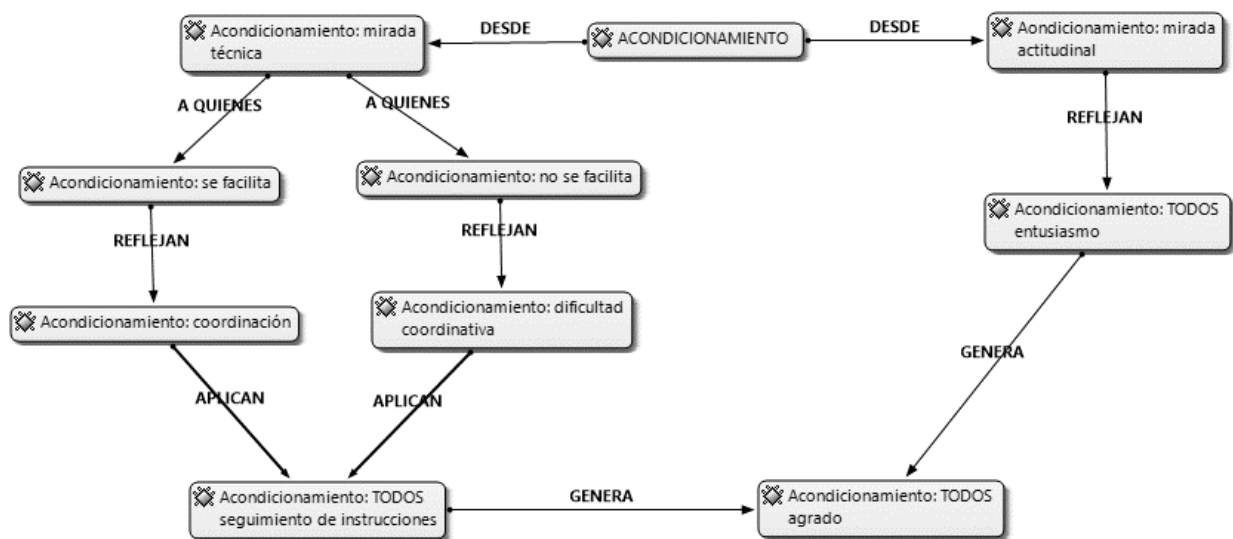 Acondicionamiento: mirada
técnica
DESDE
ACONDICIONAMIENTO
DESDE
Aondicionamiento: mirada
actitudinal
A QUIENES
A QUIENES
REFLEJAN
Acondicionamiento: se facilita
Acondicionamiento: no se facilita
Acondicionamiento: TODOS
entusiasmo
REFLEJAN
REFLEJAN
Acondicionamiento: coordinación
Acondicionamiento: dificultad
coordinativa
GENERA
APLICAN
APLICAN
Acondicionamiento: TODOS
seguimiento de instrucciones
GENERA
Acondicionamiento: TODOS
agrado